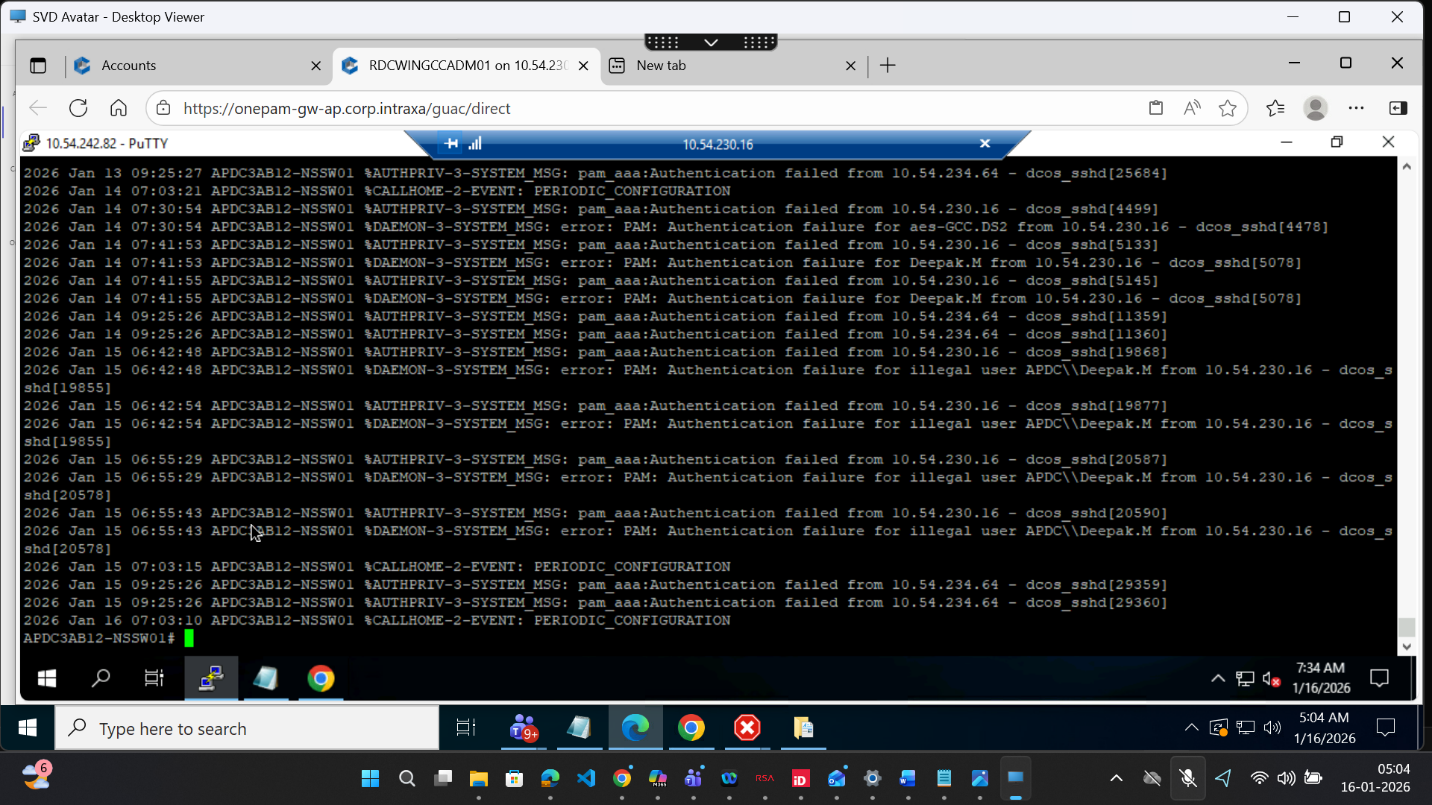 SVD Avatar - Desktop Viewer
Accounts
RDCWINGCCADM01 on 10.54.230
New tab
https://onepam-gw-ap.corp.intraxa/guac/direct
10.54.242.82 - PuTTY
10.54.230.16
2026 Jan 13 09:25:27 APDC3AB12-NSSW01 %AUTHPRIV-3-SYSTEM_MSG: pam_aaa:Authentication failed from 10.54.234.64 - dcos_sshd[25684]
2026 Jan 14 07:03:21 APDC3AB12-NSSW01 %CALLHOME-2-EVENT: PERIODIC_CONFIGURATION
2026 Jan 14 07:30:54 APDC3AB12-NSSW01 %AUTHPRIV-3-SYSTEM_MSG: pam_aaa:Authentication failed from 10.54.230.16 - dcos_sshd[4499]
2026 Jan 14 07:30:54 APDC3AB12-NSSW01 %DAEMON-3-SYSTEM_MSG: error: PAM: Authentication failure for aes-GCC.DS2 from 10.54.230.16 - dcos_sshd[4478]
2026 Jan 14 07:41:53 APDC3AB12-NSSW01 %AUTHPRIV-3-SYSTEM_MSG: pam_aaa:Authentication failed from 10.54.230.16 - dcos_sshd[5133]
2026 Jan 14 07:41:53 APDC3AB12-NSSW01 %DAEMON-3-SYSTEM_MSG: error: PAM: Authentication failure for Deepak.M from 10.54.230.16 - dcos_sshd[5078]
2026 Jan 14 07:41:55 APDC3AB12-NSSW01 %AUTHPRIV-3-SYSTEM_MSG: pam_aaa:Authentication failed from 10.54.230.16 - dcos_sshd[5145]
2026 Jan 14 07:41:55 APDC3AB12-NSSW01 %DAEMON-3-SYSTEM_MSG: error: PAM: Authentication failure for Deepak.M from 10.54.230.16 - dcos_sshd[5078]
2026 Jan 14 09:25:26 APDC3AB12-NSSW01 %AUTHPRIV-3-SYSTEM_MSG: pam_aaa:Authentication failed from 10.54.234.64 - dcos_sshd[11359]
2026 Jan 14 09:25:26 APDC3AB12-NSSW01 %AUTHPRIV-3-SYSTEM_MSG: pam_aaa:Authentication failed from 10.54.234.64 - dcos_sshd[11360]
2026 Jan 15 06:42:48 APDC3AB12-NSSW01 %AUTHPRIV-3-SYSTEM_MSG: pam_aaa:Authentication failed from 10.54.230.16 - dcos_sshd[19868]
2026 Jan 15 06:42:48 APDC3AB12-NSSW01 %DAEMON-3-SYSTEM_MSG: error: PAM: Authentication failure for illegal user APDC\\Deepak.M from 10.54.230.16 - dcos_s
shd[19855]
2026 Jan 15 06:42:54 APDC3AB12-NSSW01 %AUTHPRIV-3-SYSTEM_MSG: pam_aaa:Authentication failed from 10.54.230.16 - dcos_sshd[19877]
2026 Jan 15 06:42:54 APDC3AB12-NSSW01 %DAEMON-3-SYSTEM_MSG: error: PAM: Authentication failure for illegal user APDC\\Deepak.M from 10.54.230.16 - dcos_s
shd[19855]
2026 Jan 15 06:55:29 APDC3AB12-NSSW01 %AUTHPRIV-3-SYSTEM_MSG: pam_aaa:Authentication failed from 10.54.230.16 - dcos_sshd[20587]
2026 Jan 15 06:55:29 APDC3AB12-NSSW01 %DAEMON-3-SYSTEM_MSG: error: PAM: Authentication failure for illegal user APDC\\Deepak.M from 10.54.230.16 - dcos_s
shd[20578]
2026 Jan 15 06:55:43 APDC3AB12-NSSW01 %AUTHPRIV-3-SYSTEM_MSG: pam_aaa:Authentication failed from 10.54.230.16 - dcos_sshd[20590]
2026 Jan 15 06:55:43 APDC3AB12-NSSW01 %DAEMON-3-SYSTEM_MSG: error: PAM: Authentication failure for illegal user APDC\\Deepak.M from 10.54.230.16 - dcos_s
shd[20578]
2026 Jan 15 07:03:15 APDC3AB12-NSSW01 %CALLHOME-2-EVENT: PERIODIC_CONFIGURATION
2026 Jan 15 09:25:26 APDC3AB12-NSSW01 %AUTHPRIV-3-SYSTEM_MSG: pam_aaa:Authentication failed from 10.54.234.64 - dcos_sshd[29359]
2026 Jan 15 09:25:26 APDC3AB12-NSSW01 %AUTHPRIV-3-SYSTEM_MSG: pam_aaa:Authentication failed from 10.54.234.64 - dcos_sshd[29360]
2026 Jan 16 07:03:10 APDC3AB12-NSSW01 %CALLHOME-2-EVENT: PERIODIC_CONFIGURATION
APDC3AB12-NSSW01#
7:34 AM
1/16/2026
Type here to search
9+
5:04 AM
1/16/2026
6
RSA
iD
05:04
16-01-2026